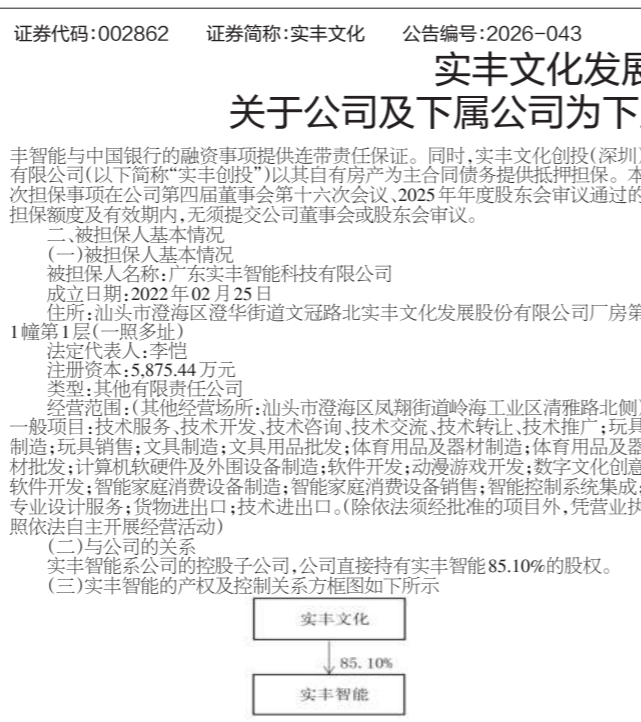 证券代码:002862 证券简称:实丰文化 公告编号:2026-043
实丰文化发展
关于公司及下属公司为下
丰智能与中国银行的融资事项提供连带责任保证。同时,实丰文化创投(深圳)
有限公司(以下简称“实丰创投”)以其自有房产为主合同债务提供抵押担保。本
次担保事项在公司第四届董事会第十六次会议、2025年年度股东会审议通过的
担保额度及有效期内,无须提交公司董事会或股东会审议。
二、被担保人基本情况
(一)被担保人基本情况
被担保人名称:广东实丰智能科技有限公司
成立日期:2022年02月25日
住所:汕头市澄海区澄华街道文冠路北实丰文化发展股份有限公司厂房第
1幢第1层(一照多址)
法定代表人:李恺
注册资本:5,875.44万元
类型:其他有限责任公司
经营范围:(其他经营场所:汕头市澄海区凤翔街道岭海工业区清雅路北侧)
一般项目:技术服务、技术开发、技术咨询、技术交流、技术转让、技术推广;玩具
制造;玩具销售;文具制造;文具用品批发;体育用品及器材制造;体育用品及器
材批发;计算机软硬件及外围设备制造;软件开发;动漫游戏开发;数字文化创意
软件开发;智能家庭消费设备制造;智能家庭消费设备销售;智能控制系统集成;
专业设计服务;货物进出口;技术进出口。(除依法须经批准的项目外,凭营业执
照依法自主开展经营活动)
(二)与公司的关系
实丰智能系公司的控股子公司,公司直接持有实丰智能85.10%的股权。
(三)实丰智能的产权及控制关系方框图如下所示
实丰文化
85.10%
实丰智能